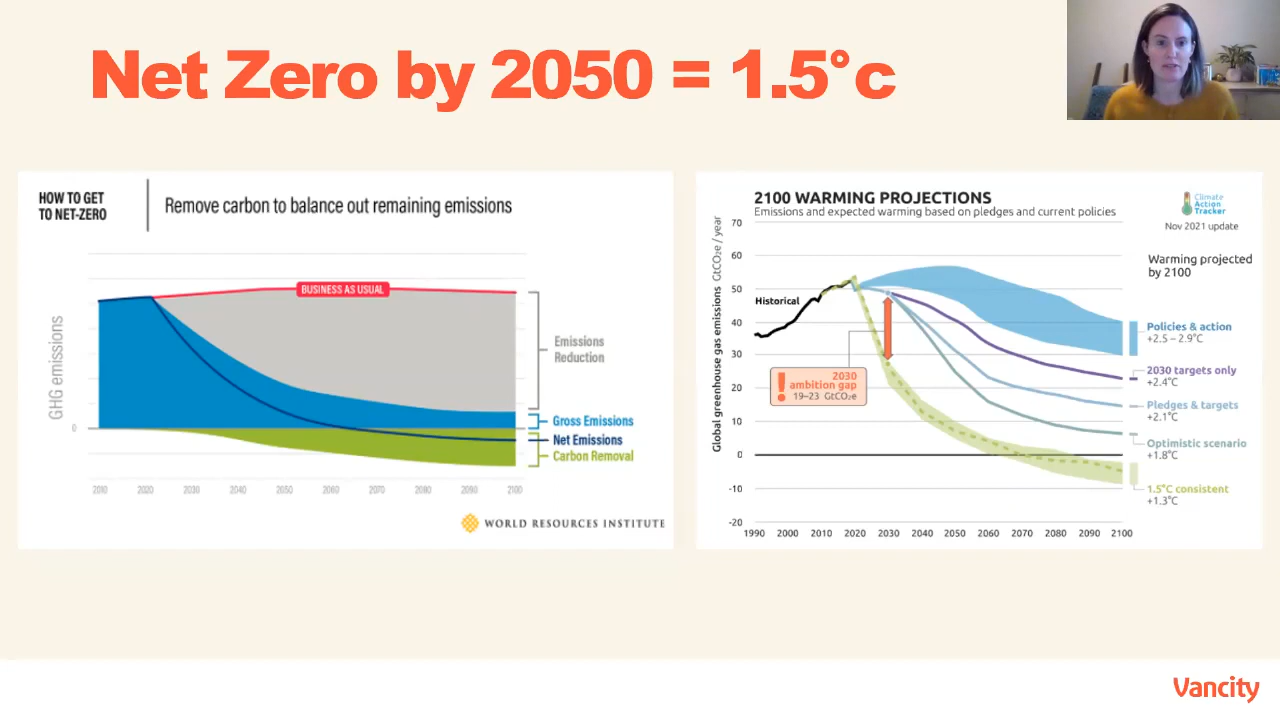 Net Zero by 2050 = 1.5°c
HOW TO GET
TO NET-ZERO
Remove carbon to balance out remaining emissions
GHG emissions
0
BUSINESS AS USUAL
Emissions
Reduction
Gross Emissions
Net Emissions
Carbon Removal
2010 2020 2030 2040 2050 2060 2070 2080 2090 2100
WORLD RESOURCES INSTITUTE
2100 WARMING PROJECTIONS
Emissions and expected warming based on pledges and current policies
Climate
Action
Tracker
Nov 2021 update
Global greenhouse gas emissions GtCO₂e / year
70
60
50
40
30
20
10
0
-10
-20
Historical
2030
ambition gap
19–23 GtCO₂e
Warming projected
by 2100
Policies & action
+2.5 – 2.9°C
2030 targets only
+2.4°C
Pledges & targets
+2.1°C
Optimistic scenario
+1.8°C
1.5°C consistent
+1.3°C
1990 2000 2010 2020 2030 2040 2050 2060 2070 2080 2090 2100
Vancity